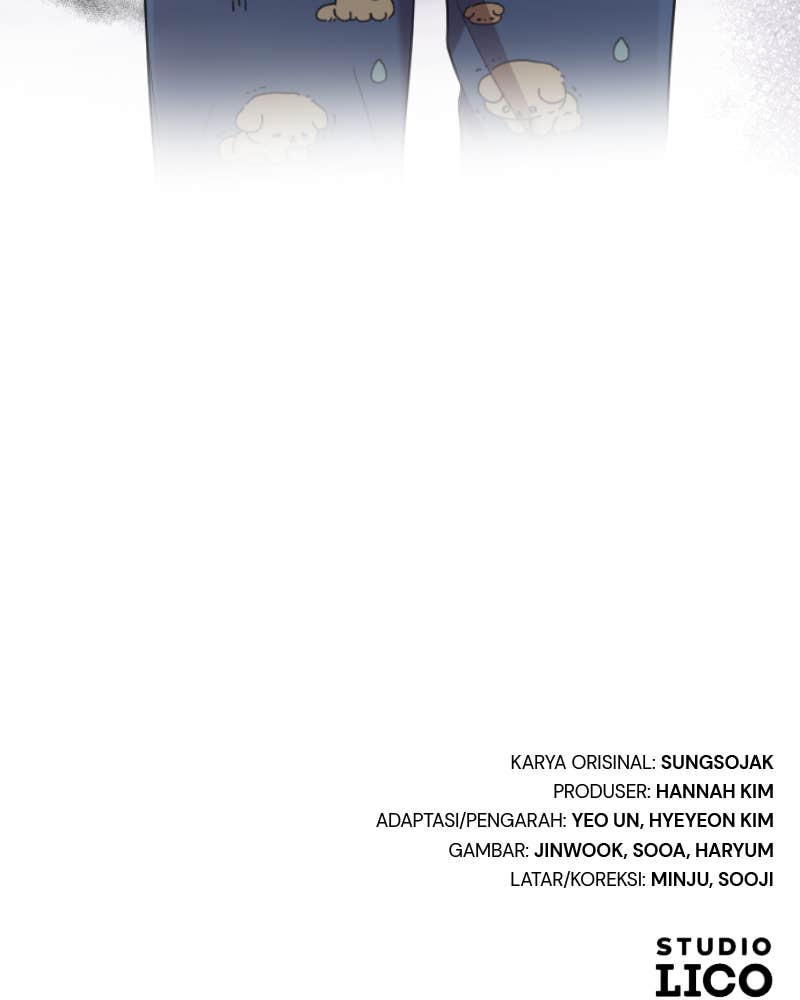 KARYA ORISINAL: SUNGSOJAK
PRODUSER: HANNAH KIM
ADAPTASI/PENGARAH: YEO UN, HYEYEON KIM
GAMBAR: JINWOOK, SOOA, HARYUM
LATAR/KOREKSI: MINJU, SOOJI
STUDIO
LICO